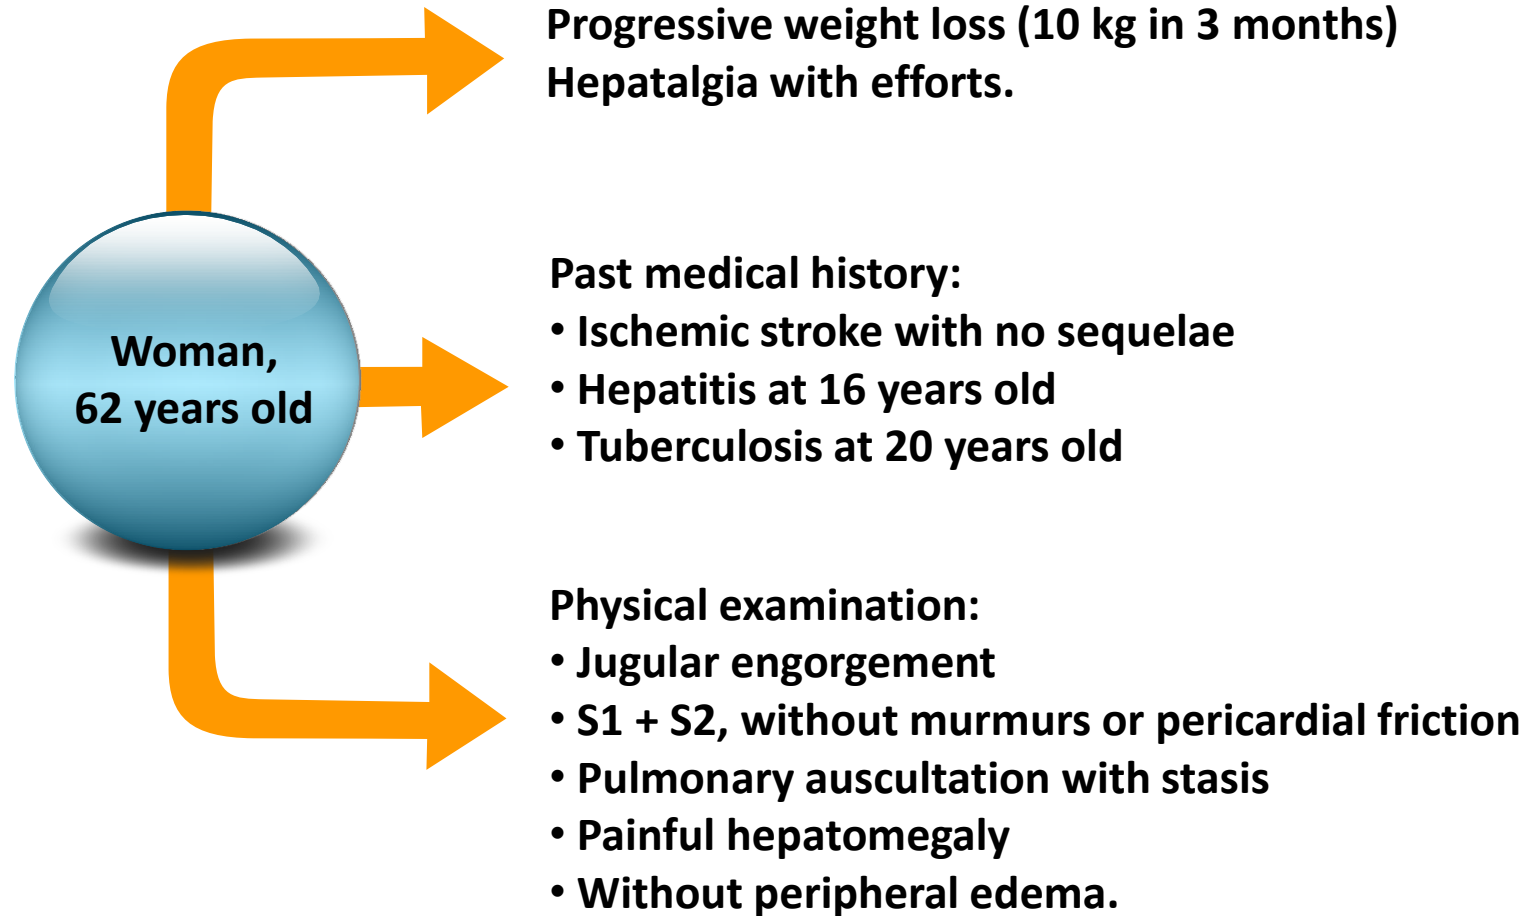 Progressive weight loss (10 kg in 3 months)
Hepatalgia with efforts.
Woman,
62 years old
Past medical history:
• Ischemic stroke with no sequelae
• Hepatitis at 16 years old
• Tuberculosis at 20 years old
Physical examination:
• Jugular engorgement
• S1 + S2, without murmurs or pericardial friction
• Pulmonary auscultation with stasis
• Painful hepatomegaly
• Without peripheral edema.